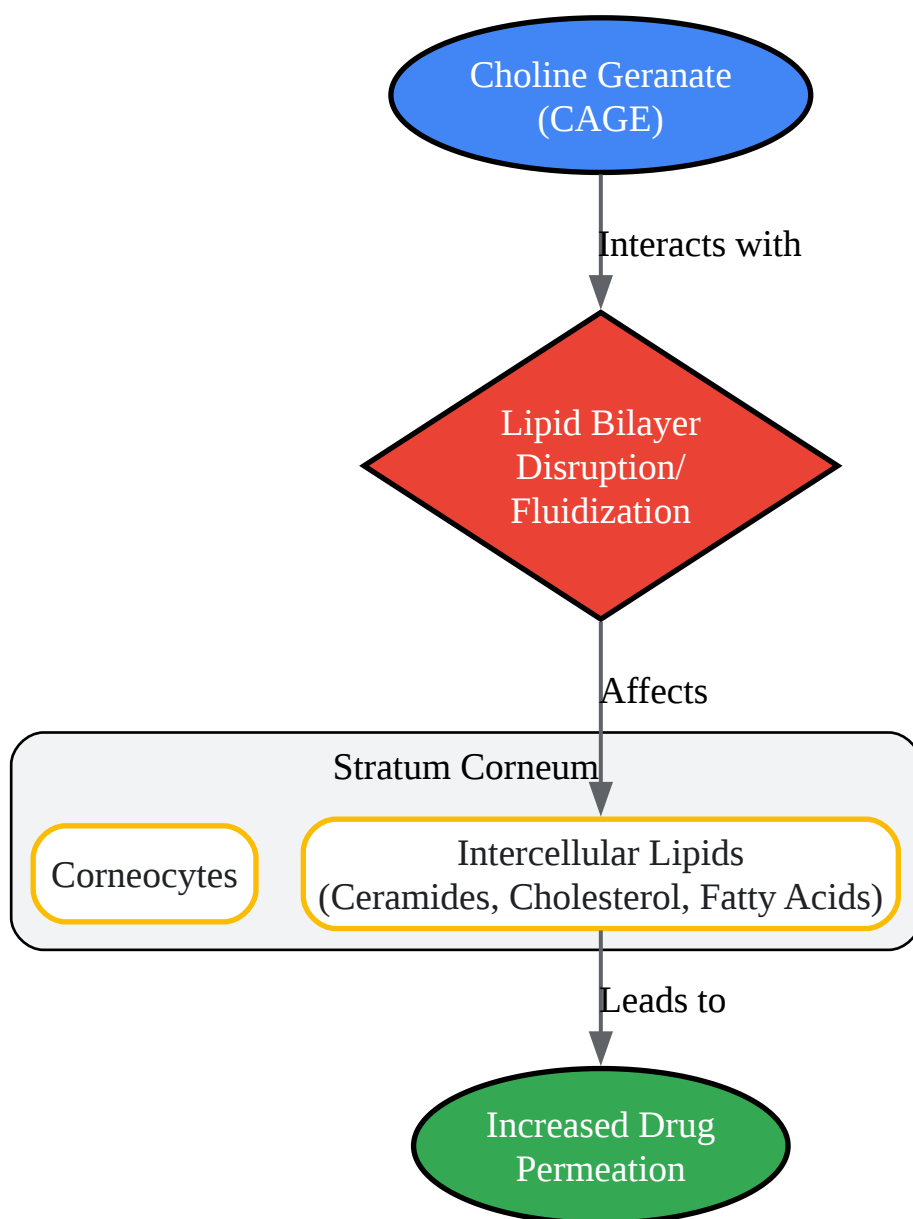 Choline Geranate
(CAGE)
Interacts with
Lipid Bilayer
Disruption/
Fluidization
Affects
Stratum Corneum
Corneocytes
Intercellular Lipids
(Ceramides, Cholesterol, Fatty Acids)
Leads to
Increased Drug
Permeation